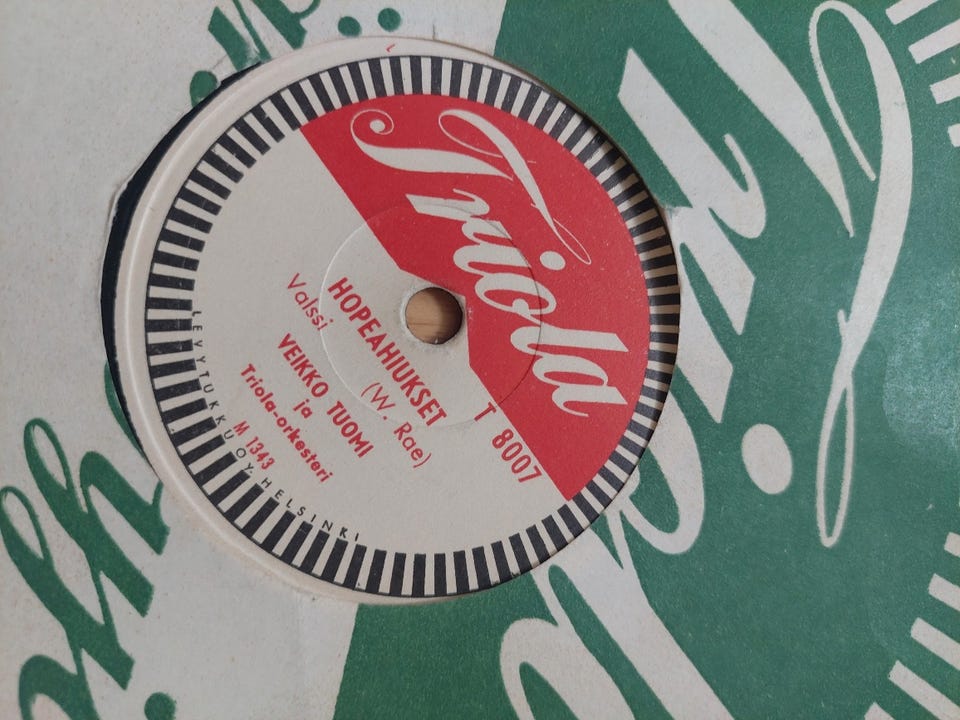 Triola
T 8007
HOPEAHIUKSET
Valssi (W. Rae)
VEIKKO TUOMI
ja
Triola-orkesteri
M 1343
LEVYTUKKU OY. HELSINKI